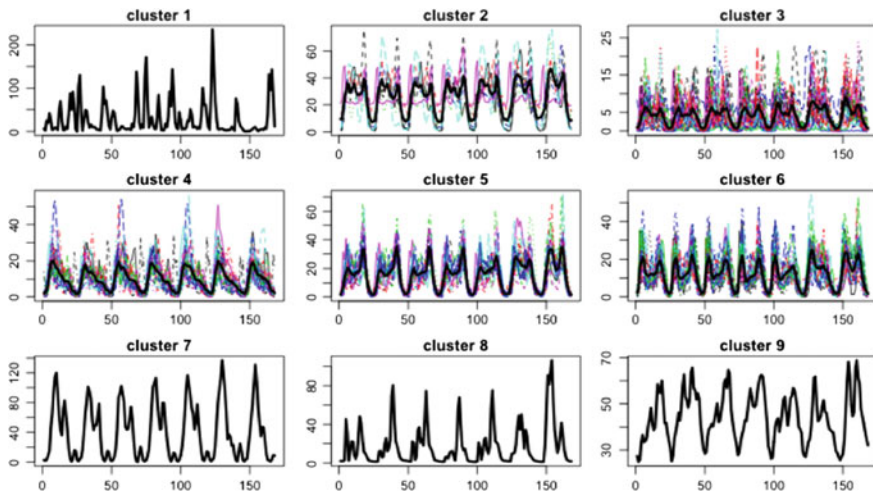 cluster 1
cluster 2
cluster 3
0 100 200
0 50 100 150
0 20 40 60
0 50 100 150
0 5 15 25
0 50 100 150
cluster 4
cluster 5
cluster 6
0 20 40
0 50 100 150
0 20 40 60
0 50 100 150
0 20 40
0 50 100 150
cluster 7
cluster 8
cluster 9
0 40 80 120
0 50 100 150
0 40 80
0 50 100 150
30 50 70
0 50 100 150